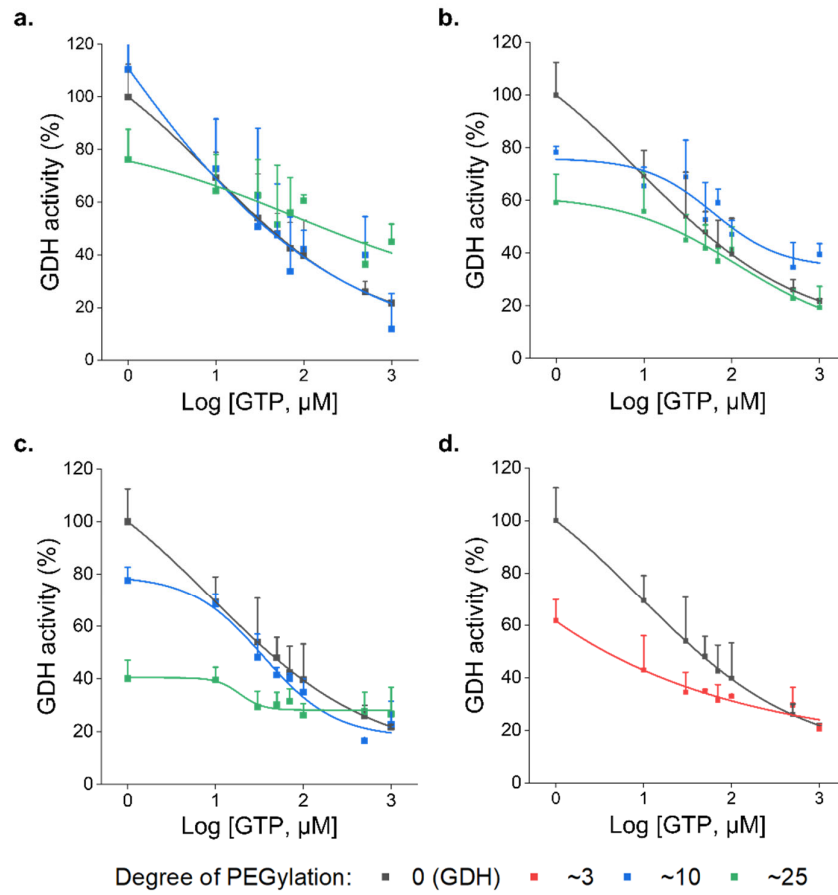 a.
120
100
80
60
40
20
0
GDH activity (%)
0 1 2 3
Log [GTP, µM]
b.
120
100
80
60
40
20
0
GDH activity (%)
0 1 2 3
Log [GTP, µM]
c.
120
100
80
60
40
20
0
GDH activity (%)
0 1 2 3
Log [GTP, µM]
d.
120
100
80
60
40
20
0
GDH activity (%)
0 1 2 3
Log [GTP, µM]
Degree of PEGylation: 0 (GDH) ~3 ~10 ~25